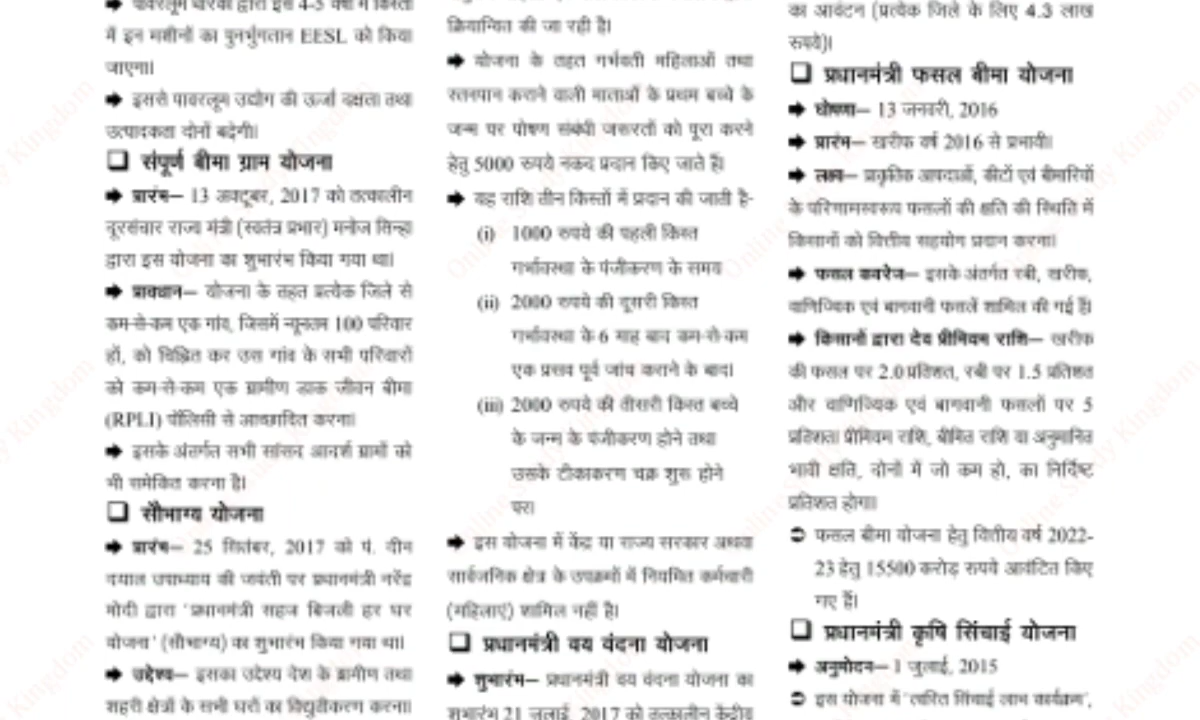 ➡ पावरलूम धारकों द्वारा इसे 4-5 वर्षों में किस्तों
में इन मशीनों का पुनर्भुगतान EESL को किया
जाएगा।
➡ इससे पावरलूम उद्योग की ऊर्जा दक्षता तथा
उत्पादकता दोनों बढ़ेगी।
❑ संपूर्ण बीमा ग्राम योजना
➡ प्रारंभ– 13 अक्टूबर, 2017 को तत्कालीन
दूरसंचार राज्य मंत्री (स्वतंत्र प्रभार) मनोज सिन्हा
द्वारा इस योजना का शुभारंभ किया गया था।
➡ प्रावधान– योजना के तहत प्रत्येक जिले से
कम-से-कम एक गांव, जिसमें न्यूनतम 100 परिवार
हों, को चिह्नित कर उस गांव के सभी परिवारों
को कम-से-कम एक ग्रामीण डाक जीवन बीमा
(RPLI) पॉलिसी से आच्छादित करना।
➡ इसके अंतर्गत सभी सांसद आदर्श ग्रामों को
भी समेकित करना है।
❑ सौभाग्य योजना
➡ प्रारंभ– 25 सितंबर, 2017 को पं. दीन
दयाल उपाध्याय की जयंती पर प्रधानमंत्री नरेंद्र
मोदी द्वारा 'प्रधानमंत्री सहज बिजली हर घर
योजना' (सौभाग्य) का शुभारंभ किया गया था।
➡ उद्देश्य– इसका उद्देश्य देश के ग्रामीण तथा
शहरी क्षेत्रों के सभी घरों का विद्युतीकरण करना।
क्रियान्वित की जा रही है।
➡ योजना के तहत गर्भवती महिलाओं तथा
स्तनपान कराने वाली माताओं के प्रथम बच्चे के
जन्म पर पोषण संबंधी जरूरतों को पूरा करने
हेतु 5000 रुपये नकद प्रदान किए जाते हैं।
➡ यह राशि तीन किस्तों में प्रदान की जाती है-
(i) 1000 रुपये की पहली किस्त
गर्भावस्था के पंजीकरण के समय
(ii) 2000 रुपये की दूसरी किस्त
गर्भावस्था के 6 माह बाद कम-से-कम
एक प्रसव पूर्व जांच कराने के बाद।
(iii) 2000 रुपये की तीसरी किस्त बच्चे
के जन्म के पंजीकरण होने तथा
उसके टीकाकरण चक्र शुरू होने
पर।
➡ इस योजना में केंद्र या राज्य सरकार अथवा
सार्वजनिक क्षेत्र के उपक्रमों में नियमित कर्मचारी
(महिलाएं) शामिल नहीं है।
❑ प्रधानमंत्री वय वंदना योजना
➡ शुभारंभ– प्रधानमंत्री वय वंदना योजना का
शुभारंभ 21 जुलाई, 2017 को तत्कालीन केंद्रीय
का आवंटन (प्रत्येक जिले के लिए 4.3 लाख
रुपये)।
❑ प्रधानमंत्री फसल बीमा योजना
➡ घोषणा– 13 जनवरी, 2016
➡ प्रारंभ– खरीफ वर्ष 2016 से प्रभावी।
➡ लक्ष्य– प्राकृतिक आपदाओं, कीटों एवं बीमारियों
के परिणामस्वरूप फसलों की क्षति की स्थिति में
किसानों को वित्तीय सहयोग प्रदान करना।
➡ फसल कवरेज– इसके अंतर्गत रबी, खरीफ,
वाणिज्यिक एवं बागवानी फसलें शामिल की गई हैं।
➡ किसानों द्वारा देय प्रीमियम राशि– खरीफ
की फसल पर 2.0 प्रतिशत, रबी पर 1.5 प्रतिशत
और वाणिज्यिक एवं बागवानी फसलों पर 5
प्रतिशत। प्रीमियम राशि, बीमित राशि या अनुमानित
भावी क्षति, दोनों में जो कम हो, का निर्दिष्ट
प्रतिशत होगा।
➲ फसल बीमा योजना हेतु वित्तीय वर्ष 2022-
23 हेतु 15500 करोड़ रुपये आवंटित किए
गए हैं।
❑ प्रधानमंत्री कृषि सिंचाई योजना
➡ अनुमोदन– 1 जुलाई, 2015
➲ इस योजना में 'त्वरित सिंचाई लाभ कार्यक्रम',
Online Study Kingdom